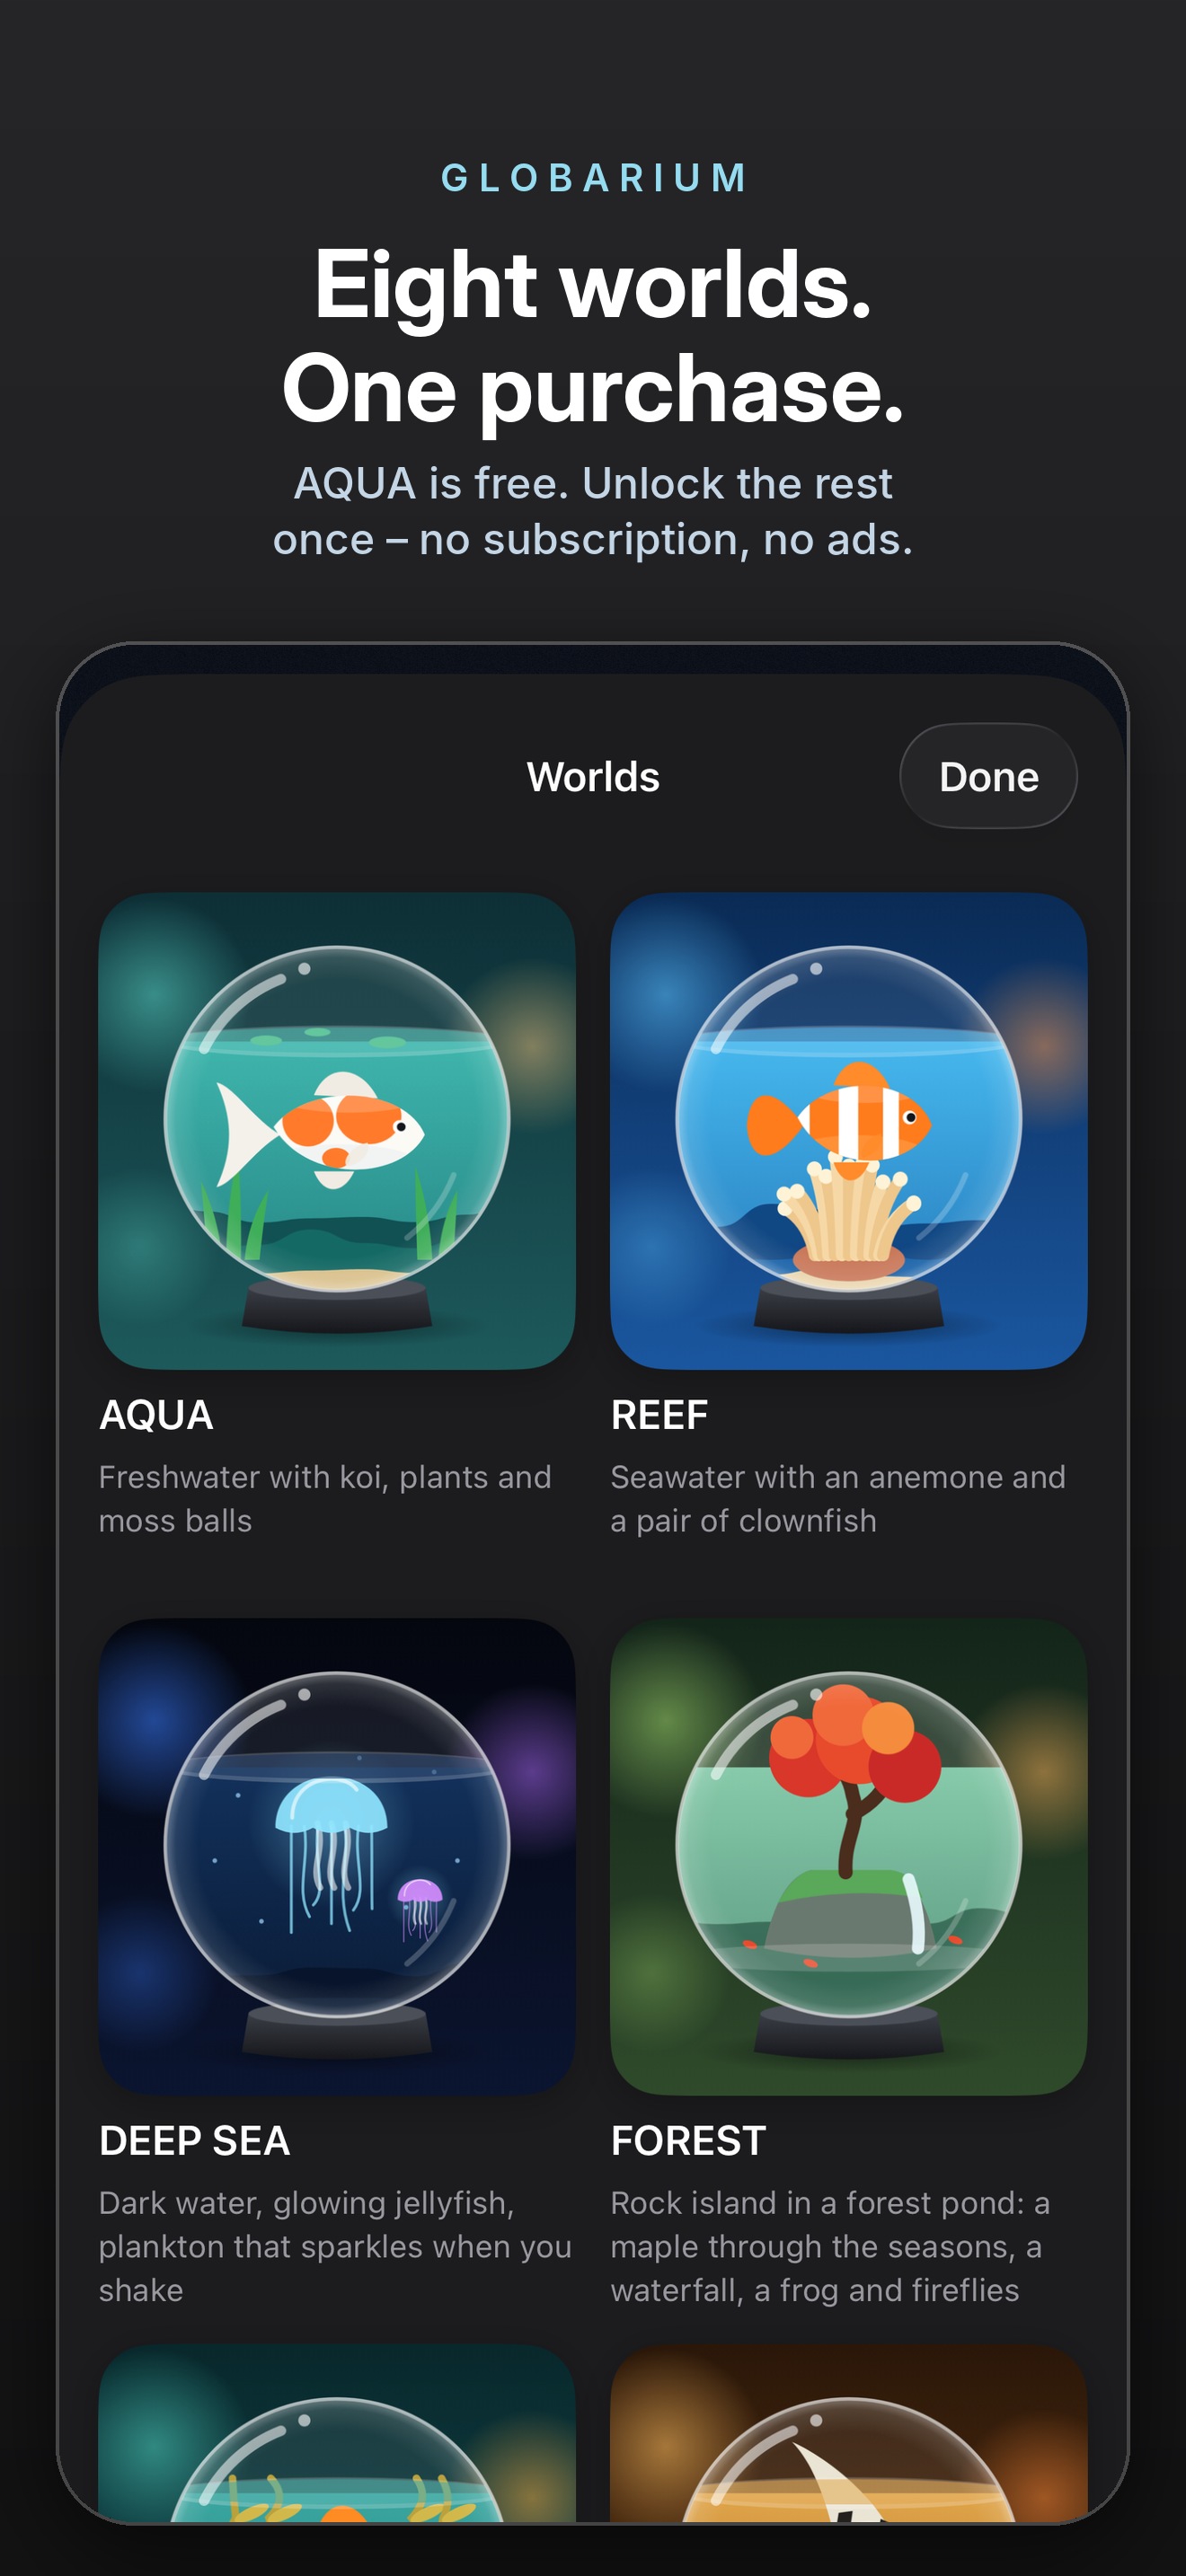 GLOBARIUM
Eight worlds.
One purchase.
AQUA is free. Unlock the rest
once – no subscription, no ads.
Worlds
Done
AQUA
Freshwater with koi, plants and
moss balls
REEF
Seawater with an anemone and
a pair of clownfish
DEEP SEA
Dark water, glowing jellyfish,
plankton that sparkles when you
shake
FOREST
Rock island in a forest pond: a
maple through the seasons, a
waterfall, a frog and fireflies